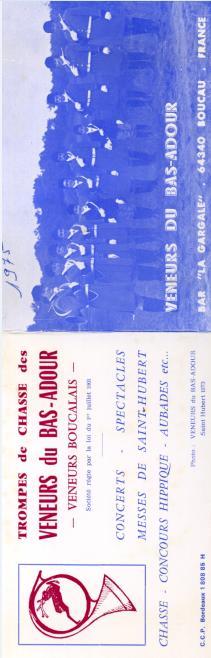 1975
VENEURS DU BAS-ADOUR
BAR "LA GARGALE" . 64340 BOUCAU FRANCE
TROMPES de CHASSE des
VENEURS du BAS-ADOUR
— VENEURS BOUCALAIS —
Société régie par la loi du 1er juillet 1901
CONCERTS - SPECTACLES
MESSES DE SAINT-HUBERT
CHASSE - CONCOURS HIPPIQUE - AUBADES etc...
Photo : VENEURS du BAS-ADOUR
Saint Hubert 1973
C.C.P. Bordeaux 1 808 85 H